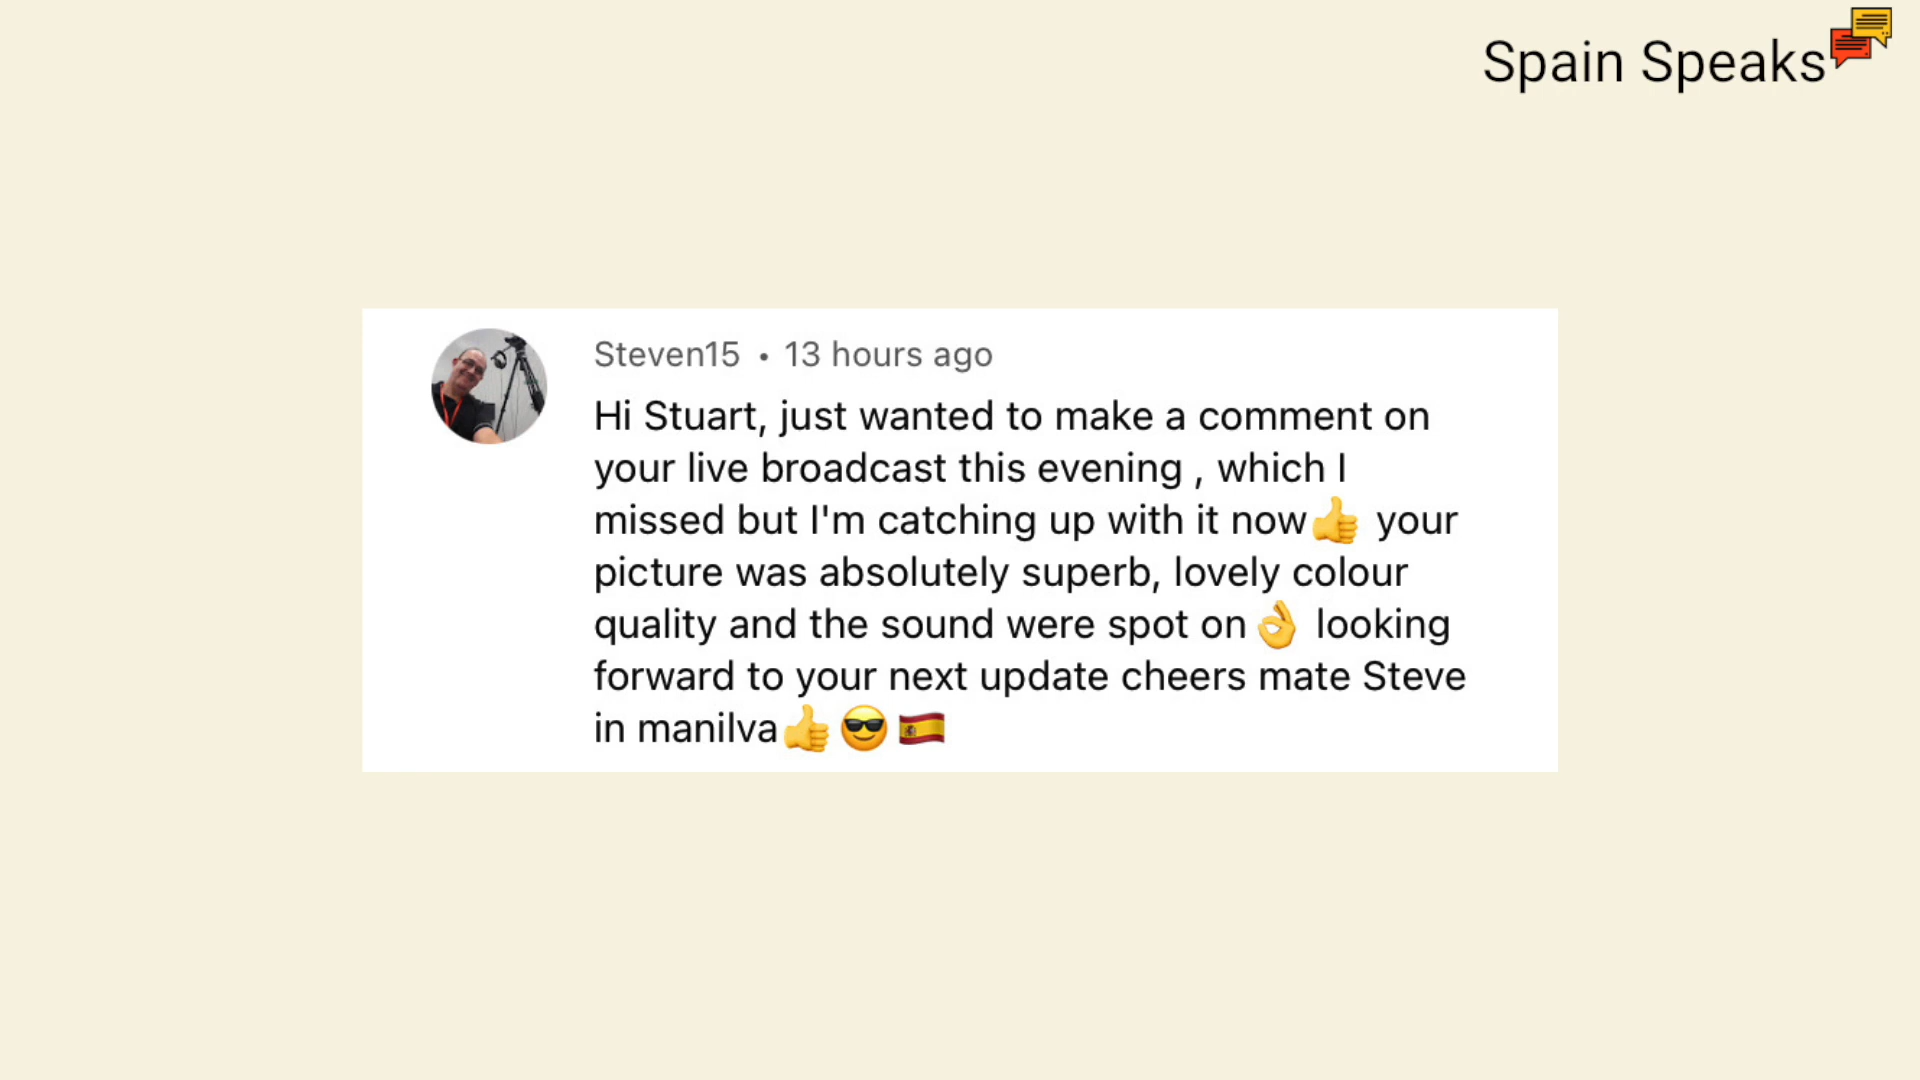 Spain Speaks
Steven15 • 13 hours ago
Hi Stuart, just wanted to make a comment on
your live broadcast this evening , which I
missed but I'm catching up with it now👍 your
picture was absolutely superb, lovely colour
quality and the sound were spot on👌 looking
forward to your next update cheers mate Steve
in manilva👍😎🇪🇸